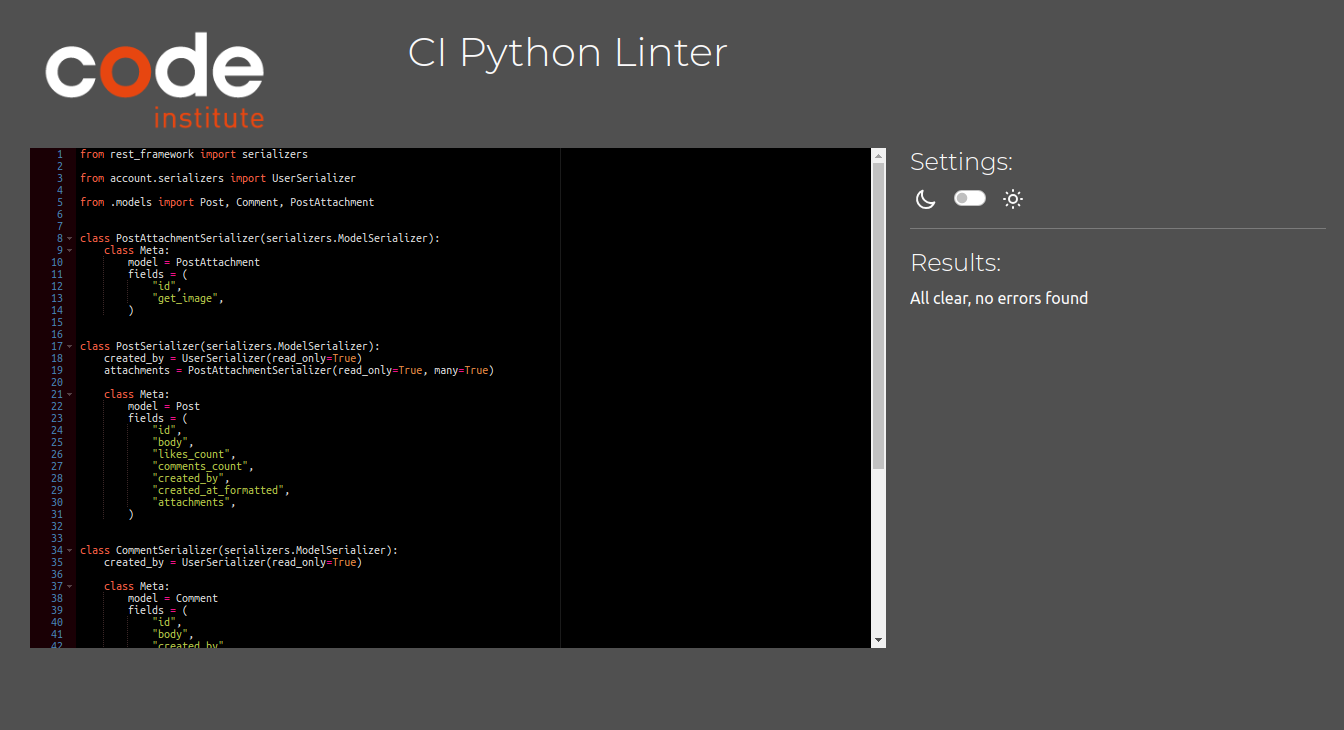 code
institute
CI Python Linter
1 from rest_framework import serializers
2
3 from account.serializers import UserSerializer
4
5 from .models import Post, Comment, PostAttachment
6
7
8 class PostAttachmentSerializer(serializers.ModelSerializer):
9     class Meta:
10         model = PostAttachment
11         fields = (
12             "id",
13             "get_image",
14         )
15
16
17 class PostSerializer(serializers.ModelSerializer):
18     created_by = UserSerializer(read_only=True)
19     attachments = PostAttachmentSerializer(read_only=True, many=True)
20
21     class Meta:
22         model = Post
23         fields = (
24             "id",
25             "body",
26             "likes_count",
27             "comments_count",
28             "created_by",
29             "created_at_formatted",
30             "attachments",
31         )
32
33
34 class CommentSerializer(serializers.ModelSerializer):
35     created_by = UserSerializer(read_only=True)
36
37     class Meta:
38         model = Comment
39         fields = (
40             "id",
41             "body",
42             "created_by"
Settings:
Results:
All clear, no errors found